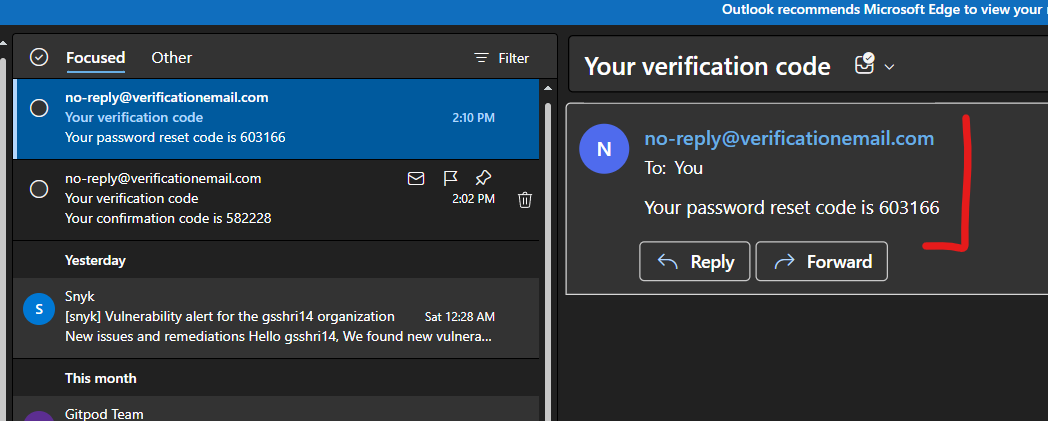 Outlook recommends Microsoft Edge to view your
Focused
Other
Filter
no-reply@verificationemail.com
Your verification code
2:10 PM
Your password reset code is 603166
no-reply@verificationemail.com
Your verification code
2:02 PM
Your confirmation code is 582228
Yesterday
S
Snyk
[snyk] Vulnerability alert for the gsshri14 organization
Sat 12:28 AM
New issues and remediations Hello gsshri14, We found new vulnera...
This month
Gitpod Team
Your verification code
N
no-reply@verificationemail.com
To: You
Your password reset code is 603166
Reply
Forward